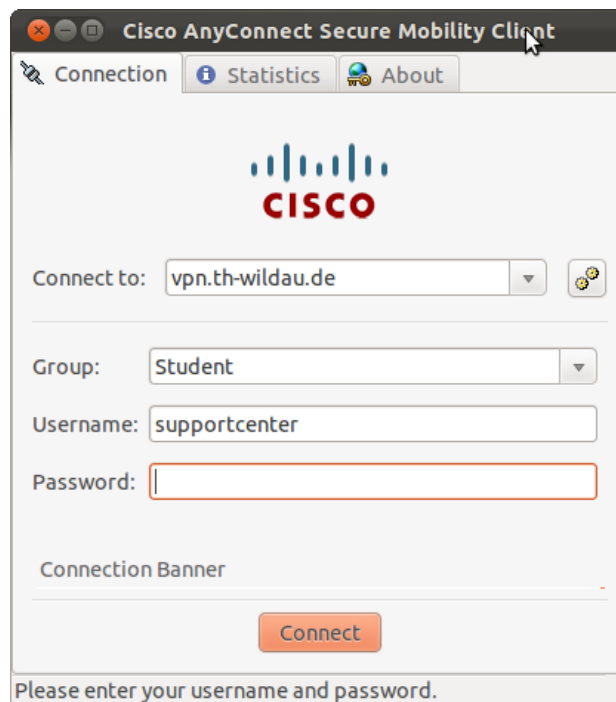 Cisco AnyConnect Secure Mobility Client
Connection Statistics About
CISCO
Connect to: vpn.th-wildau.de
Group: Student
Username: supportcenter
Password:
Connection Banner
Connect
Please enter your username and password.